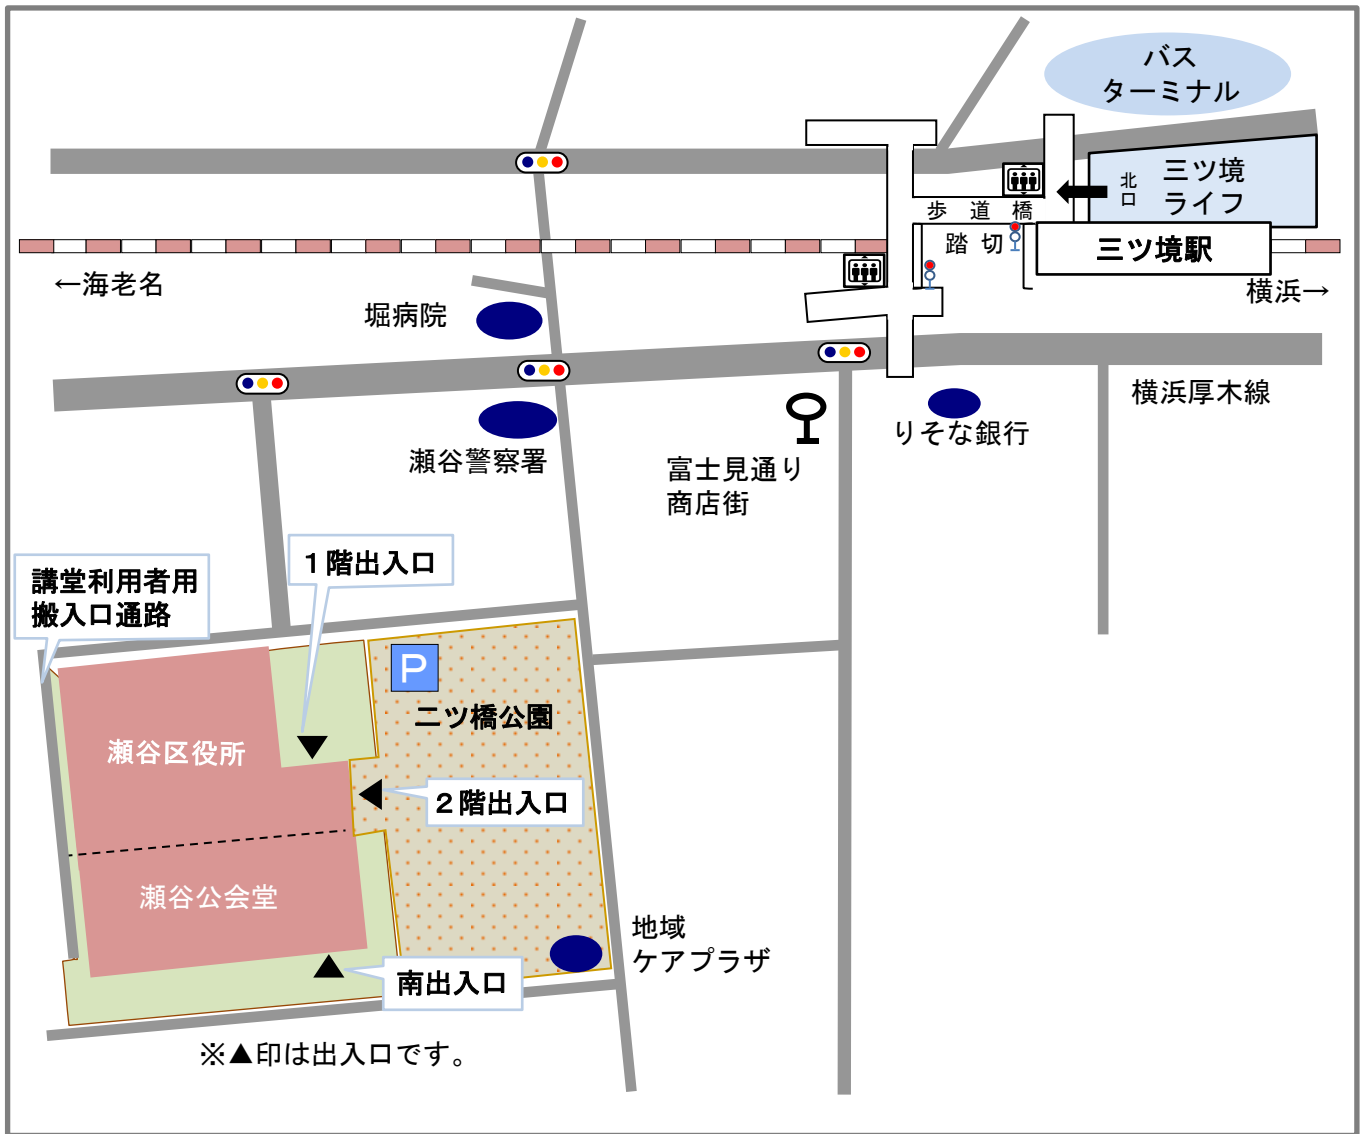 バス
ターミナル
三ツ境
ライフ
北
口
歩道橋
踏切
三ツ境駅
←海老名
横浜→
堀病院
横浜厚木線
りそな銀行
瀬谷警察署
富士見通り
商店街
1階出入口
講堂利用者用
搬入口通路
P
二ツ橋公園
瀬谷区役所
2階出入口
瀬谷公会堂
地域
ケアプラザ
南出入口
※▲印は出入口です。